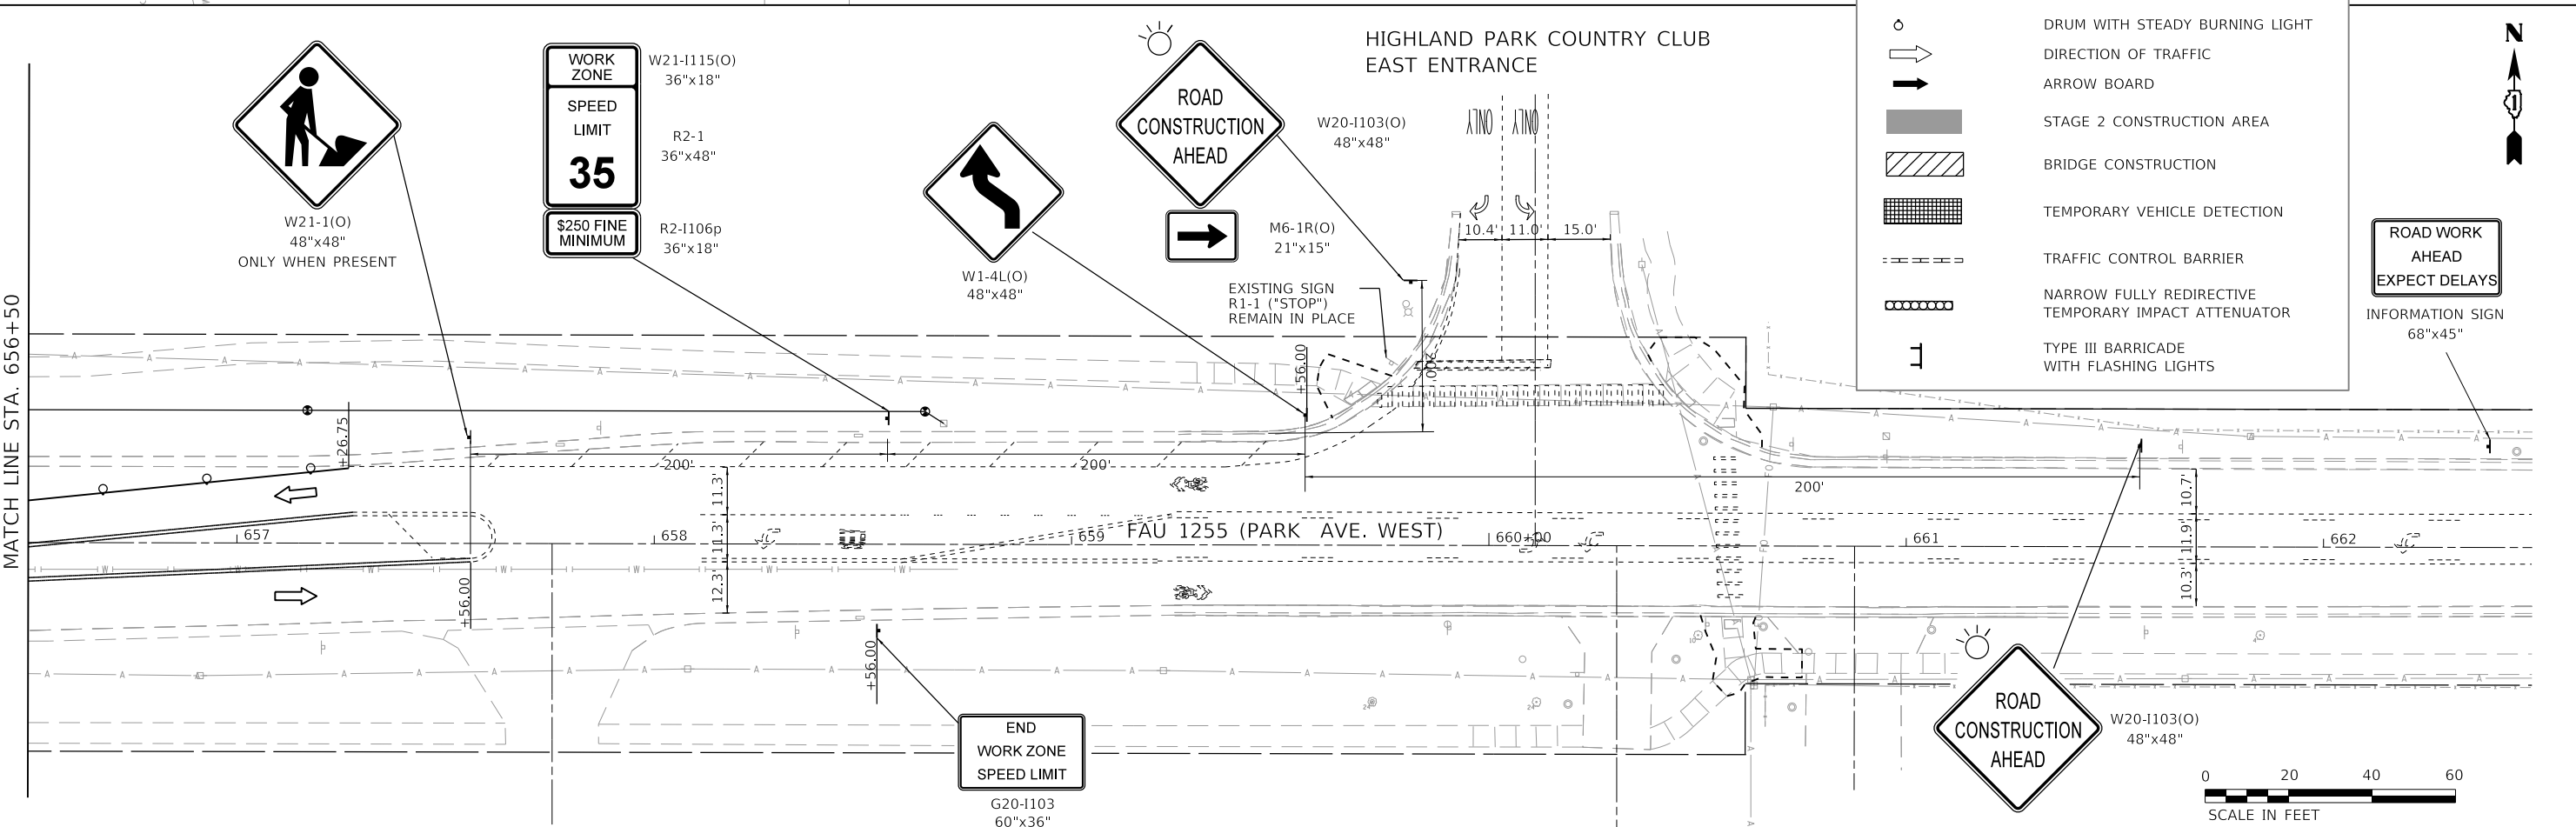 HIGHLAND PARK COUNTRY CLUB
EAST ENTRANCE
WORK
ZONE
SPEED
LIMIT
35
$250 FINE
MINIMUM
W21-I115(O)
36"x18"
R2-1
36"x48"
R2-I106p
36"x18"
W21-1(O)
48"x48"
ONLY WHEN PRESENT
W1-4L(O)
48"x48"
ROAD
CONSTRUCTION
AHEAD
W20-I103(O)
48"x48"
M6-1R(O)
21"x15"
EXISTING SIGN
R1-1 ("STOP")
REMAIN IN PLACE
ONLY
ONLY
10.4'
11.0'
15.0'
200'
DRUM WITH STEADY BURNING LIGHT
DIRECTION OF TRAFFIC
ARROW BOARD
STAGE 2 CONSTRUCTION AREA
BRIDGE CONSTRUCTION
TEMPORARY VEHICLE DETECTION
TRAFFIC CONTROL BARRIER
NARROW FULLY REDIRECTIVE
TEMPORARY IMPACT ATTENUATOR
TYPE III BARRICADE
WITH FLASHING LIGHTS
N
ROAD WORK
AHEAD
EXPECT DELAYS
INFORMATION SIGN
68"x45"
MATCH LINE STA. 656+50
+26.75
+56.00
+56.00
+56.00
200'
200'
200'
11.3'
11.3'
12.3'
10.7'
11.9'
10.3'
657
658
659
FAU 1255 (PARK AVE. WEST)
660+00
661
662
END
WORK ZONE
SPEED LIMIT
G20-I103
60"x36"
ROAD
CONSTRUCTION
AHEAD
W20-I103(O)
48"x48"
0 20 40 60
SCALE IN FEET